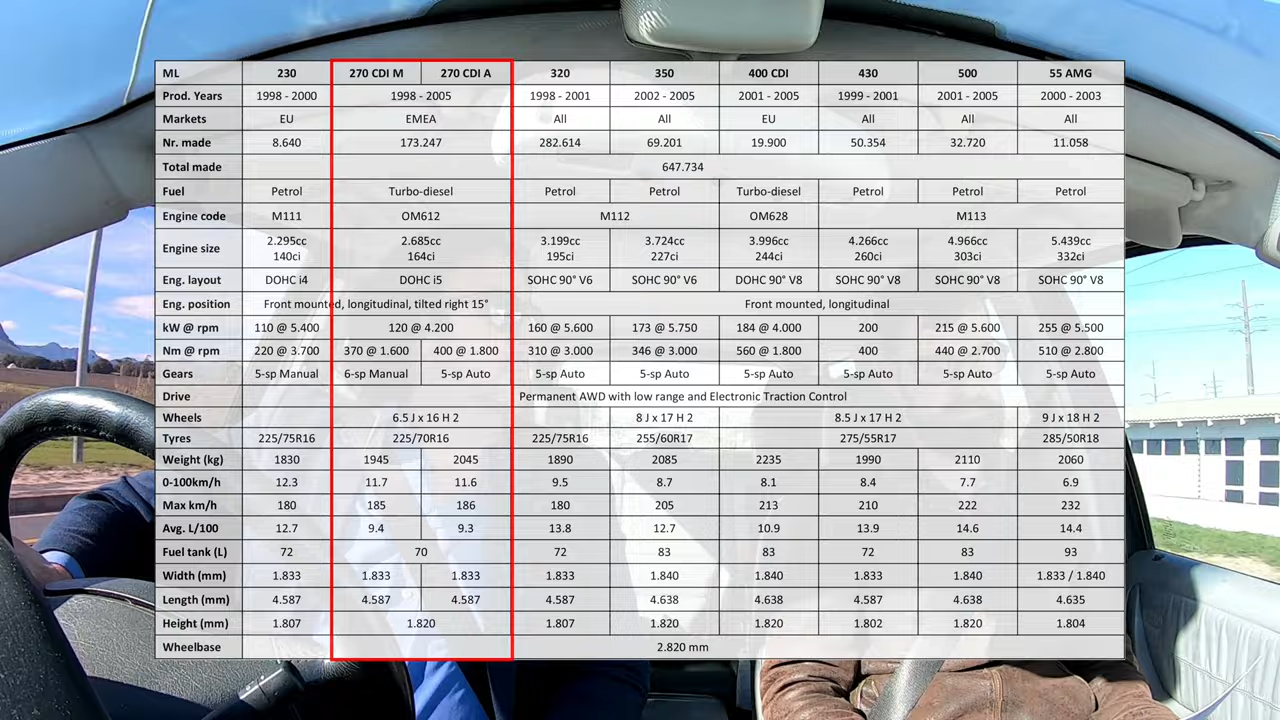 ML 230 270 CDI M 270 CDI A 320 350 400 CDI 430 500 55 AMG
Prod. Years 1998 - 2000 1998 - 2005 1998 - 2001 2002 - 2005 2001 - 2005 1999 - 2001 2001 - 2005 2000 - 2003
Markets EU EMEA All All EU All All All
Nr. made 8.640 173.247 282.614 69.201 19.900 50.354 32.720 11.058
Total made 647.734
Fuel Petrol Turbo-diesel Petrol Petrol Turbo-diesel Petrol Petrol Petrol
Engine code M111 OM612 M112 OM628 M113
Engine size 2.295cc 2.685cc 3.199cc 3.724cc 3.996cc 4.266cc 4.966cc 5.439cc
140ci 164ci 195ci 227ci 244ci 260ci 303ci 332ci
Eng. layout DOHC i4 DOHC i5 SOHC 90° V6 SOHC 90° V6 DOHC 90° V8 SOHC 90° V8 SOHC 90° V8 SOHC 90° V8
Eng. position Front mounted, longitudinal, tilted right 15° Front mounted, longitudinal
kW @ rpm 110 @ 5.400 120 @ 4.200 160 @ 5.600 173 @ 5.750 184 @ 4.000 200 215 @ 5.600 255 @ 5.500
Nm @ rpm 220 @ 3.700 370 @ 1.600 400 @ 1.800 310 @ 3.000 346 @ 3.000 560 @ 1.800 400 440 @ 2.700 510 @ 2.800
Gears 5-sp Manual 6-sp Manual 5-sp Auto 5-sp Auto 5-sp Auto 5-sp Auto 5-sp Auto 5-sp Auto 5-sp Auto
Drive Permanent AWD with low range and Electronic Traction Control
Wheels 6.5 J x 16 H 2 8 J x 17 H 2 8.5 J x 17 H 2 9 J x 18 H 2
Tyres 225/75R16 225/70R16 225/75R16 255/60R17 275/55R17 285/50R18
Weight (kg) 1830 1945 2045 1890 2085 2235 1990 2110 2060
0-100km/h 12.3 11.7 11.6 9.5 8.7 8.1 8.4 7.7 6.9
Max km/h 180 185 186 180 205 213 210 222 232
Avg. L/100 12.7 9.4 9.3 13.8 12.7 10.9 13.9 14.6 14.4
Fuel tank (L) 72 70 72 83 83 72 83 93
Width (mm) 1.833 1.833 1.833 1.833 1.840 1.840 1.833 1.840 1.833 / 1.840
Length (mm) 4.587 4.587 4.587 4.587 4.638 4.638 4.587 4.638 4.635
Height (mm) 1.807 1.820 1.807 1.820 1.820 1.802 1.820 1.804
Wheelbase 2.820 mm